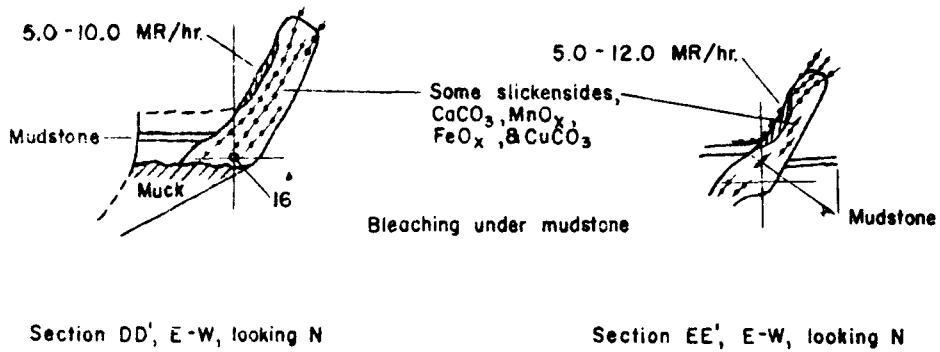 5.0-10.0 MR/hr.
5.0-12.0 MR/hr.
Some slickensides,
CaCO₃, MnOₓ,
FeOₓ, & CuCO₃
Mudstone
Muck
16
Mudstone
Bleaching under mudstone
Section DD', E-W, looking N
Section EE', E-W, looking N